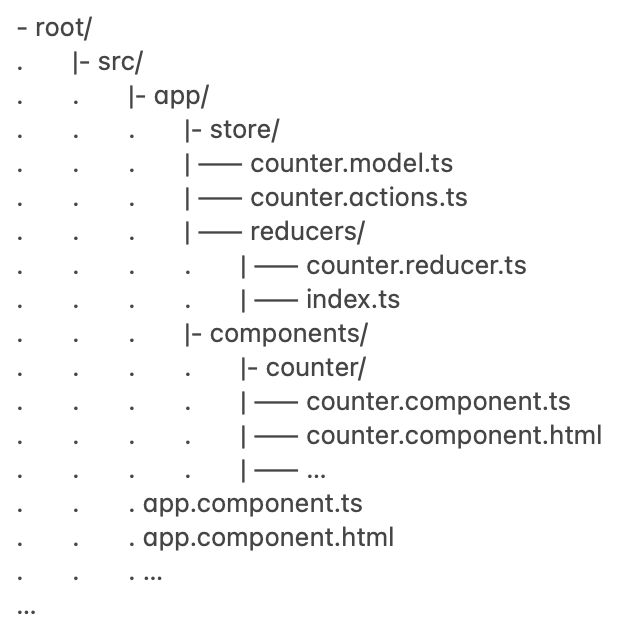 - root/
. |- src/
. . |- app/
. . . |- store/
. . . | —— counter.model.ts
. . . | —— counter.actions.ts
. . . | —— reducers/
. . . . | —— counter.reducer.ts
. . . . | —— index.ts
. . . |- components/
. . . . |- counter/
. . . . | —— counter.component.ts
. . . . | —— counter.component.html
. . . . | —— ...
. . . app.component.ts
. . . app.component.html
. . . ...
...